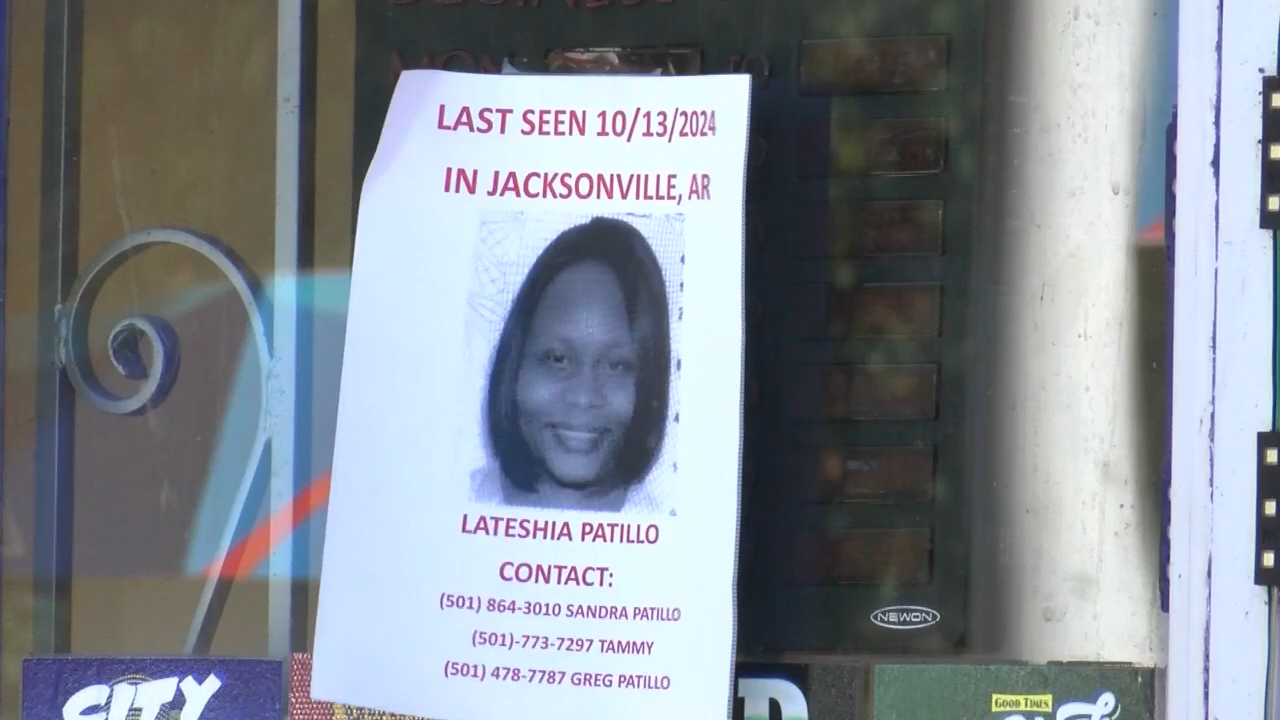 LAST SEEN 10/13/2024
IN JACKSONVILLE, AR
LATESHIA PATILLO
CONTACT:
(501) 864-3010 SANDRA PATILLO
(501)-773-7297 TAMMY
(501) 478-7787 GREG PATILLO
NEWON
CITY
GOOD TIMES